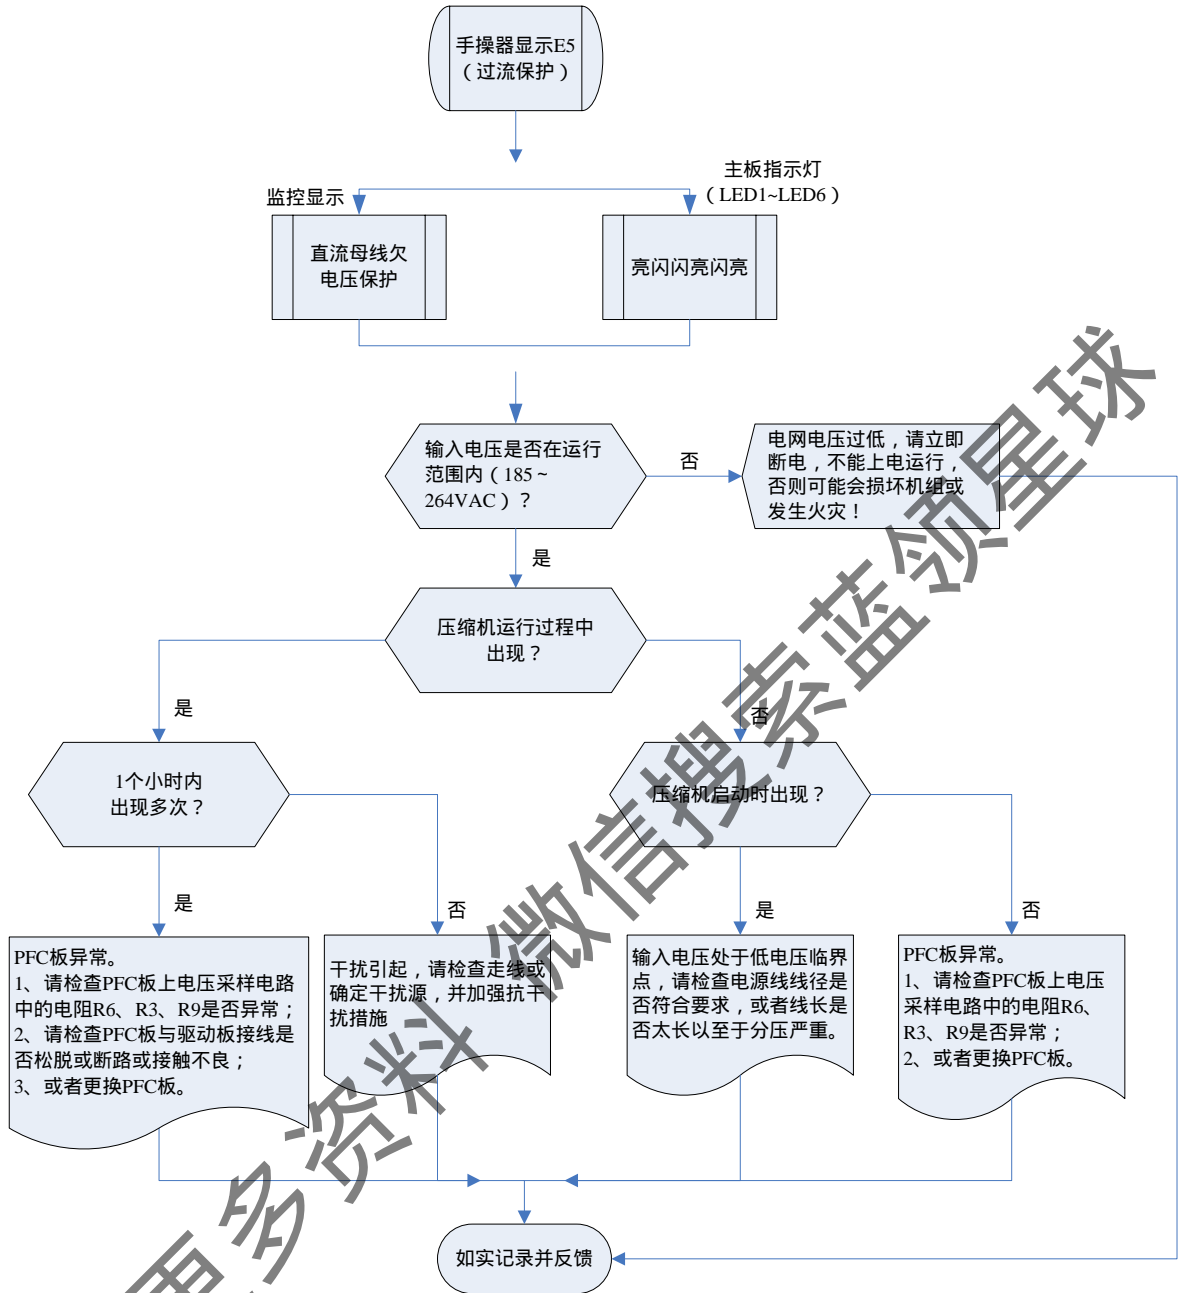 手操器显示E5
（过流保护）
监控显示
主板指示灯
（LED1~LED6）
直流母线欠
电压保护
亮闪闪亮闪亮
输入电压是否在运行
范围内（185～
264VAC）？
否
电网电压过低，请立即
断电，不能上电运行，
否则可能会损坏机组或
发生火灾！
是
压缩机运行过程中
出现？
是
否
1个小时内
出现多次？
压缩机启动时出现？
是
否
是
否
PFC板异常。
1、请检查PFC板上电压采样电路
中的电阻R6、R3、R9是否异常；
2、请检查PFC板与驱动板接线是
否松脱或断路或接触不良；
3、或者更换PFC板。
干扰引起，请检查走线或
确定干扰源，并加强抗干
扰措施
输入电压处于低电压临界
点，请检查电源线线径是
否符合要求，或者线长是
否太长以至于分压严重。
PFC板异常。
1、请检查PFC板上电压
采样电路中的电阻R6、
R3、R9是否异常；
2、或者更换PFC板。
如实记录并反馈
更多资料 微信搜索蓝领星球